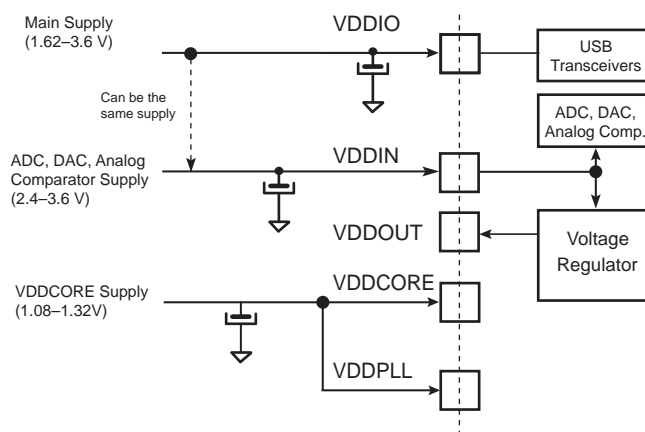 Main Supply
(1.62–3.6 V)
VDDIO
USB
Transceivers
Can be the
same supply
ADC, DAC,
Analog Comp.
ADC, DAC, Analog
Comparator Supply
(2.4–3.6 V)
VDDIN
VDDOUT
Voltage
Regulator
VDDCORE Supply
(1.08–1.32V)
VDDCORE
VDDPLL